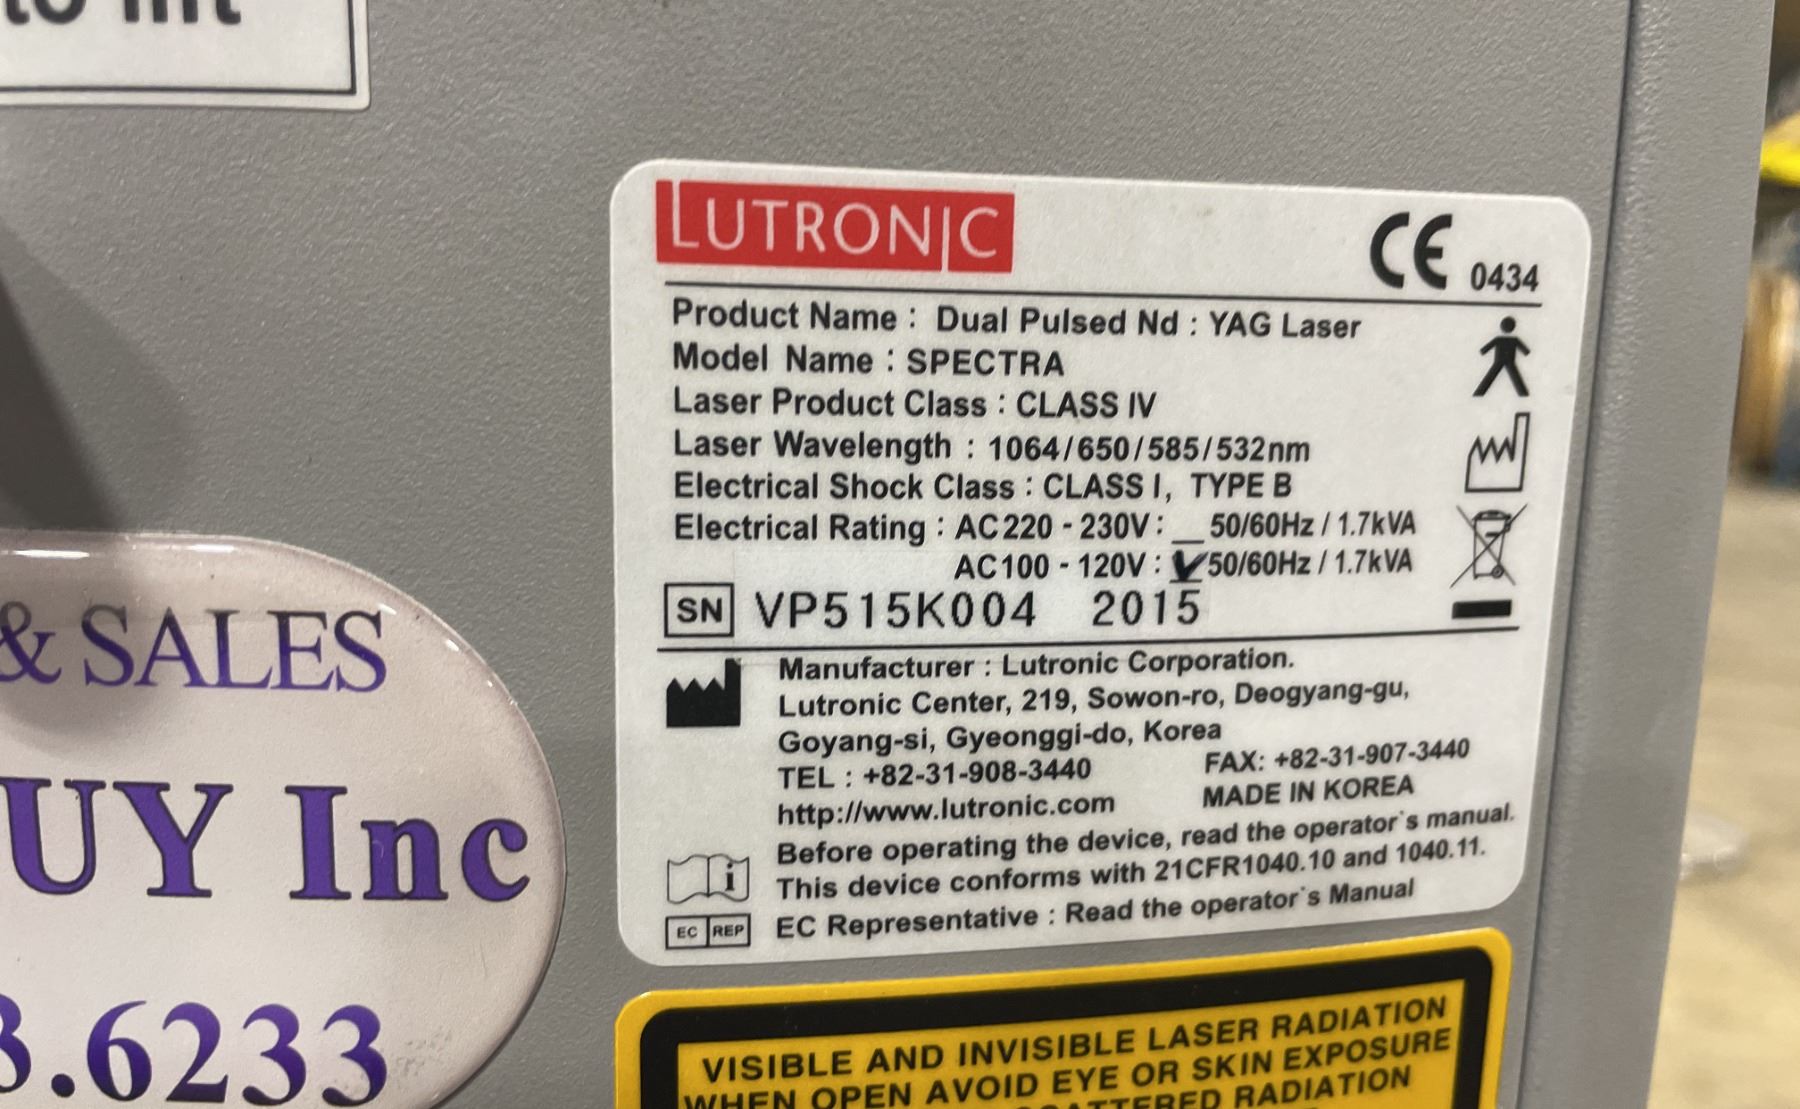 to lift
LUTRONIC
CE 0434
Product Name : Dual Pulsed Nd : YAG Laser
Model Name : SPECTRA
Laser Product Class : CLASS IV
Laser Wavelength : 1064/650/585/532nm
Electrical Shock Class : CLASS I, TYPE B
Electrical Rating : AC220 - 230V : __50/60Hz / 1.7kVA
AC100 - 120V : ✔50/60Hz / 1.7kVA
SN VP515K004 2015
Manufacturer : Lutronic Corporation.
Lutronic Center, 219, Sowon-ro, Deogyang-gu,
Goyang-si, Gyeonggi-do, Korea
TEL : +82-31-908-3440 FAX: +82-31-907-3440
http://www.lutronic.com MADE IN KOREA
Before operating the device, read the operator`s manual.
This device conforms with 21CFR1040.10 and 1040.11.
EC REP EC Representative : Read the operator`s Manual
& SALES
UY Inc
3.6233
VISIBLE AND INVISIBLE LASER RADIATION
WHEN OPEN AVOID EYE OR SKIN EXPOSURE
SCATTERED RADIATION